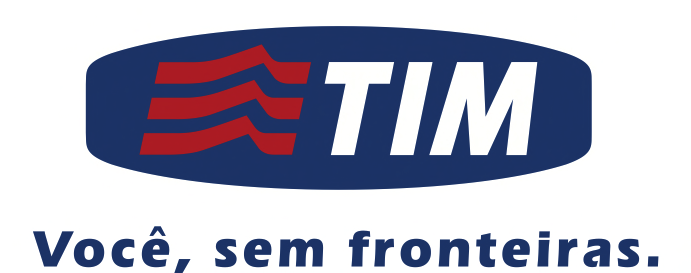 TIM
Você, sem fronteiras.